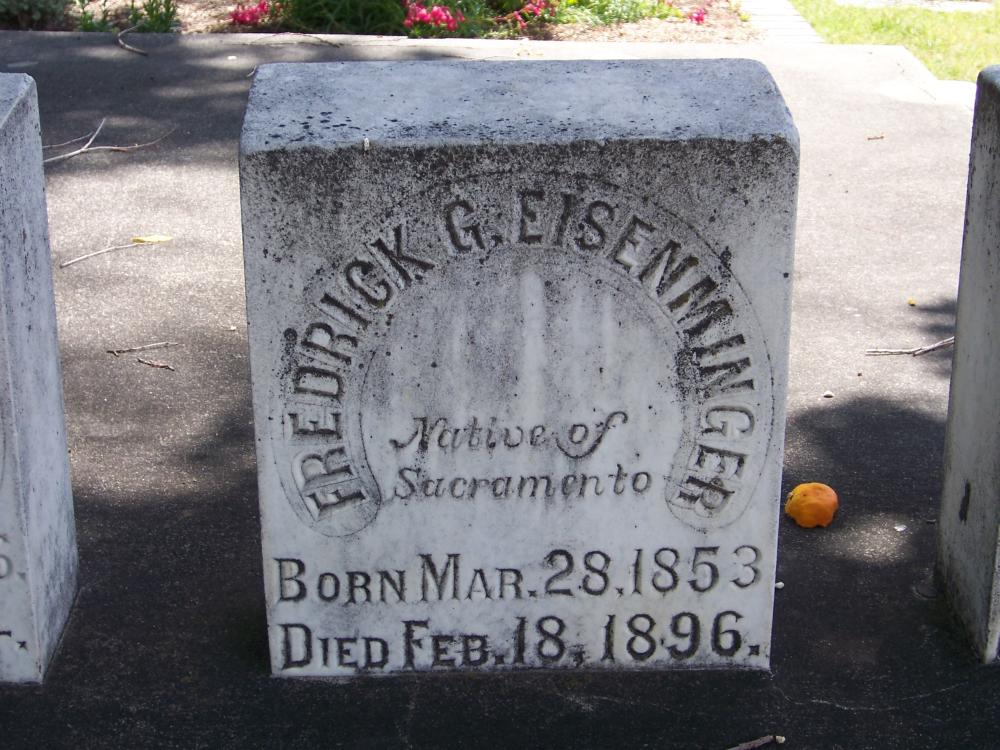 FREDRICK G. EISENMINGER
Native of
Sacramento
BORN MAR. 28, 1853
DIED FEB. 18, 1896.